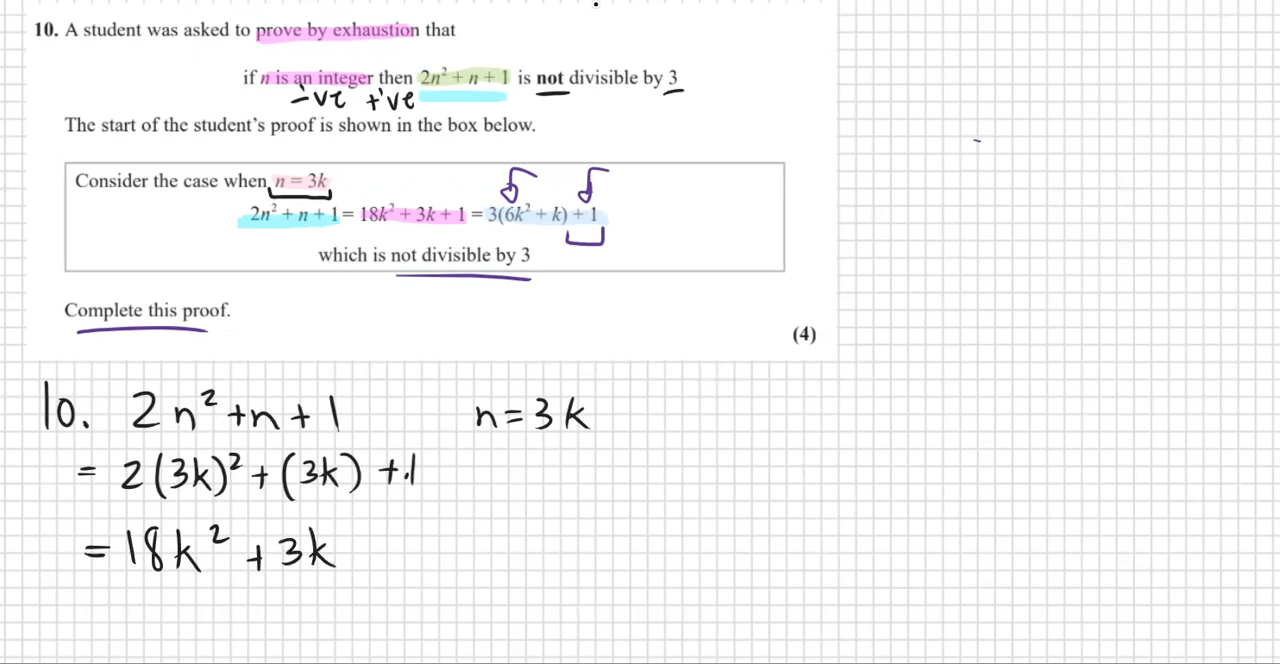 10. A student was asked to prove by exhaustion that
if n is an integer then 2n² + n + 1 is not divisible by 3
-ve +ve
The start of the student's proof is shown in the box below.
Consider the case when n = 3k
2n² + n + 1 = 18k² + 3k + 1 = 3(6k² + k) + 1
which is not divisible by 3
Complete this proof.
(4)
10. 2n² + n + 1 n = 3k
= 2(3k)² + (3k) + 1
= 18k² + 3k